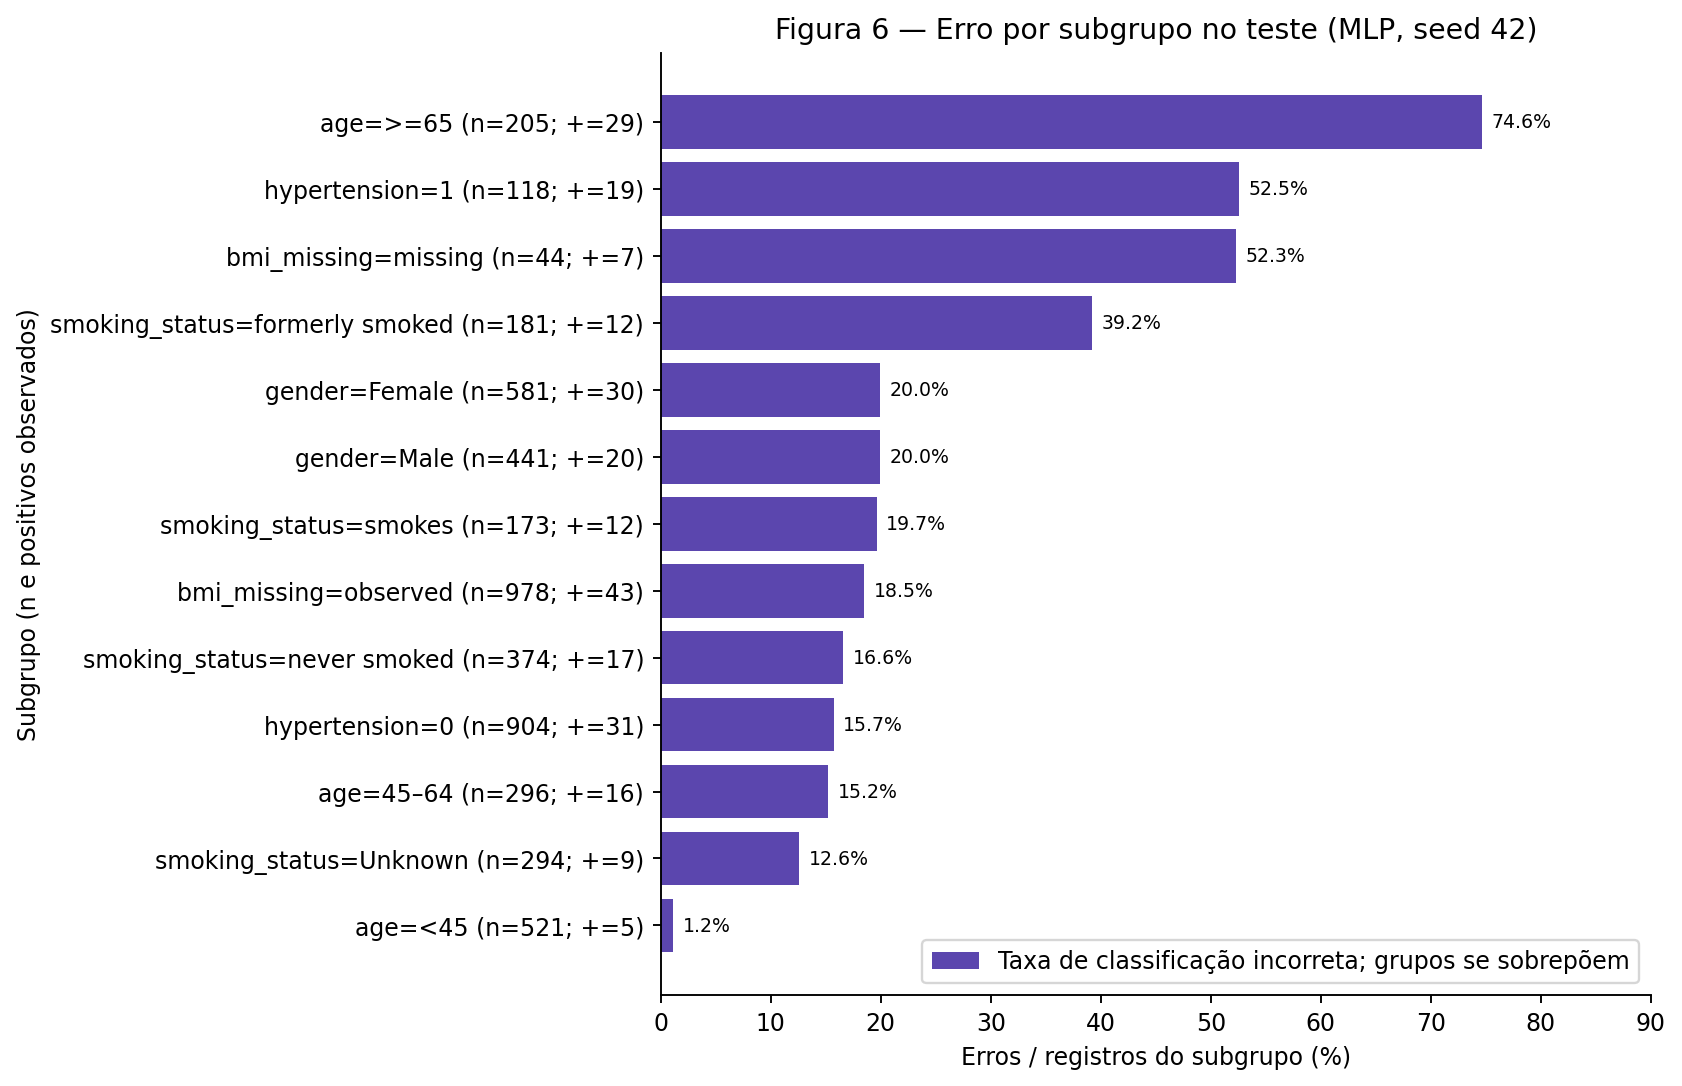 Figura 6 — Erro por subgrupo no teste (MLP, seed 42)
Subgrupo (n e positivos observados)
age=>=65 (n=205; +=29) 74.6%
hypertension=1 (n=118; +=19) 52.5%
bmi_missing=missing (n=44; +=7) 52.3%
smoking_status=formerly smoked (n=181; +=12) 39.2%
gender=Female (n=581; +=30) 20.0%
gender=Male (n=441; +=20) 20.0%
smoking_status=smokes (n=173; +=12) 19.7%
bmi_missing=observed (n=978; +=43) 18.5%
smoking_status=never smoked (n=374; +=17) 16.6%
hypertension=0 (n=904; +=31) 15.7%
age=45–64 (n=296; +=16) 15.2%
smoking_status=Unknown (n=294; +=9) 12.6%
age=<45 (n=521; +=5) 1.2%
Taxa de classificação incorreta; grupos se sobrepõem
0 10 20 30 40 50 60 70 80 90
Erros / registros do subgrupo (%)